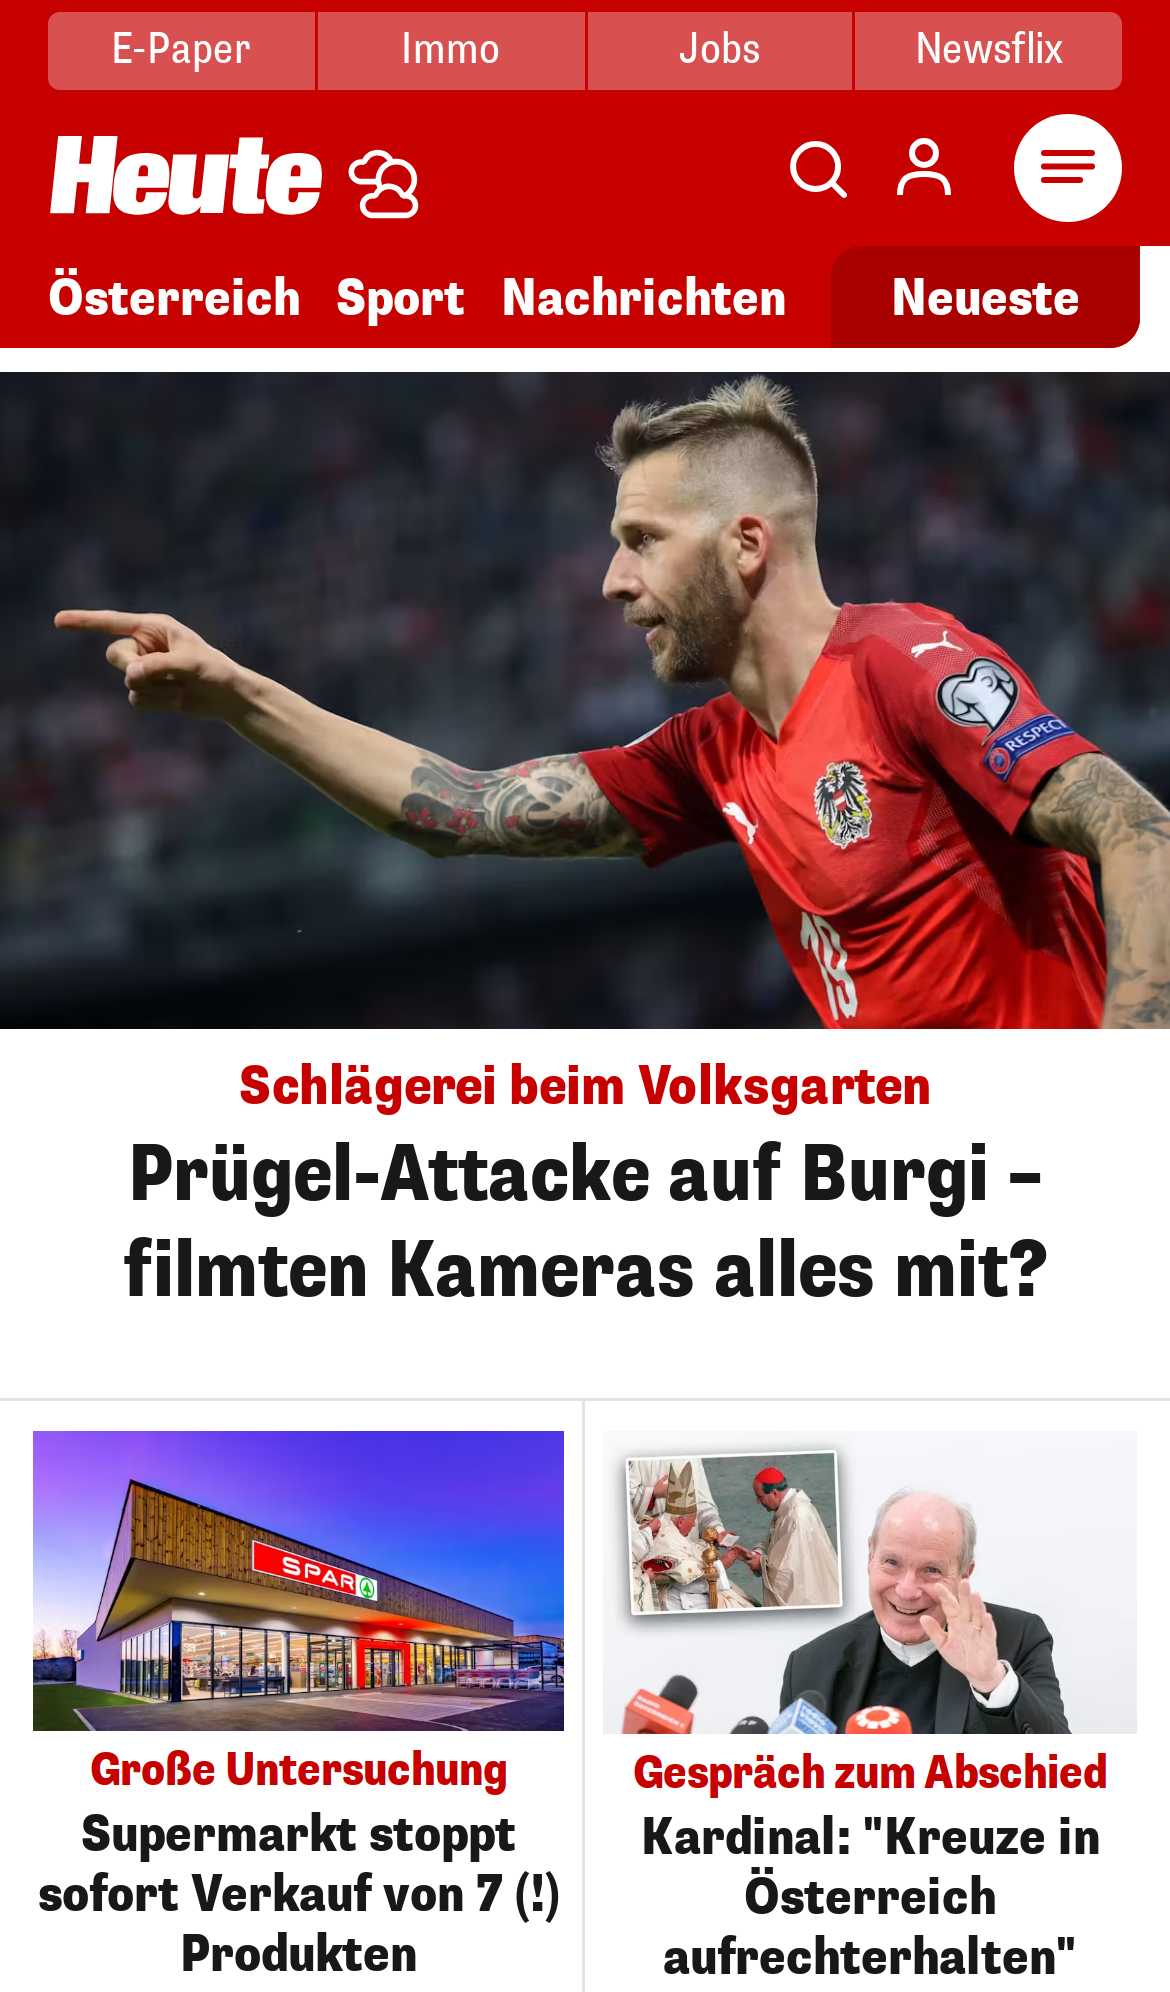 E-Paper
Immo
Jobs
Newsflix
Heute
Österreich
Sport
Nachrichten
Neueste
RESPECT
19
Schlägerei beim Volksgarten
Prügel-Attacke auf Burgi –
filmten Kameras alles mit?
SPAR
Große Untersuchung
Supermarkt stoppt
sofort Verkauf von 7 (!)
Produkten
Gespräch zum Abschied
Kardinal: "Kreuze in
Österreich
aufrechterhalten"